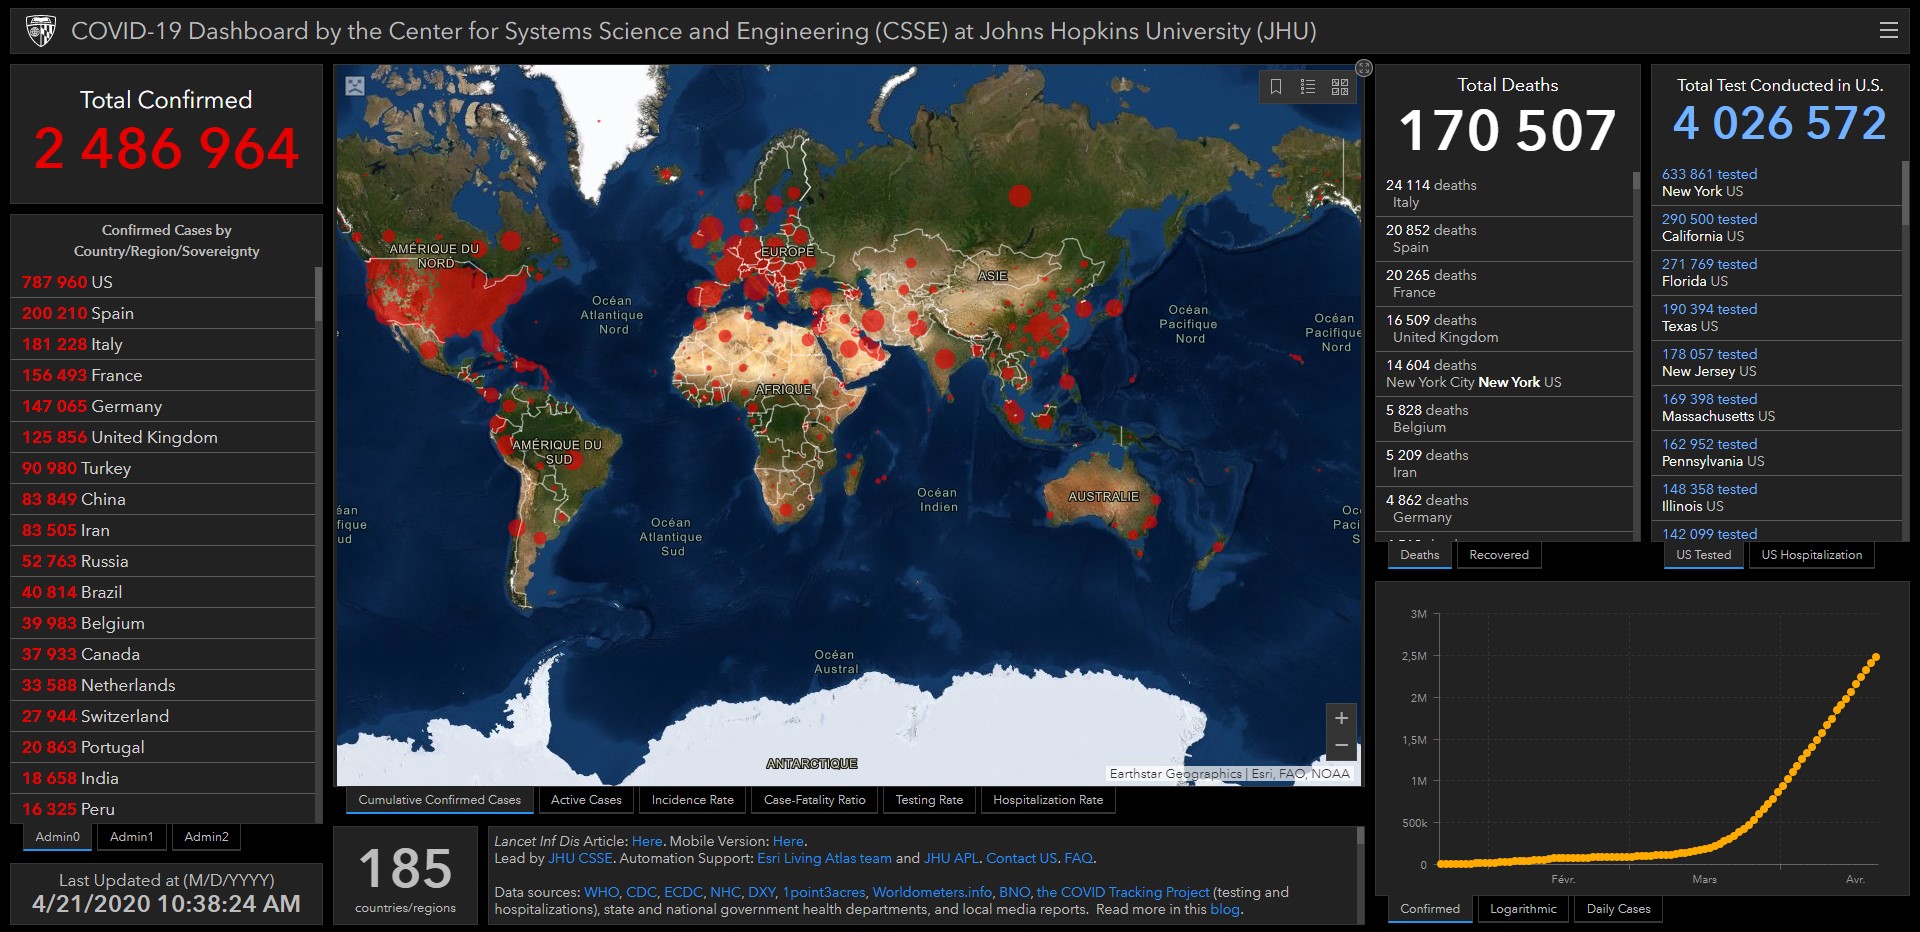 COVID-19 Dashboard by the Center for Systems Science and Engineering (CSSE) at Johns Hopkins University (JHU)
Total Confirmed
2 486 964
Confirmed Cases by
Country/Region/Sovereignty
787 960 US
200 210 Spain
181 228 Italy
156 493 France
147 065 Germany
125 856 United Kingdom
90 980 Turkey
83 849 China
83 505 Iran
52 763 Russia
40 814 Brazil
39 983 Belgium
37 933 Canada
33 588 Netherlands
27 944 Switzerland
20 863 Portugal
18 658 India
16 325 Peru
Admin0
Admin1
Admin2
Last Updated at (M/D/YYYY)
4/21/2020 10:38:24 AM
AMÉRIQUE DU
NORD
EUROPE
ASIE
Océan
Atlantique
Nord
Océan
Pacifique
Nord
Océan
Pacifique
Nord
AFRIQUE
AMÉRIQUE DU
SUD
AUSTRALIE
Océan
Indien
Océan
Atlantique
Sud
éan
fique
ud
Oc
Paci
S
Océan
Austral
ANTARCTIQUE
Earthstar Geographics | Esri, FAO, NOAA
Cumulative Confirmed Cases
Active Cases
Incidence Rate
Case-Fatality Ratio
Testing Rate
Hospitalization Rate
185
countries/regions
Lancet Inf Dis Article: Here. Mobile Version: Here.
Lead by JHU CSSE. Automation Support: Esri Living Atlas team and JHU APL. Contact US. FAQ.
Data sources: WHO, CDC, ECDC, NHC, DXY, 1point3acres, Worldometers.info, BNO, the COVID Tracking Project (testing and
hospitalizations), state and national government health departments, and local media reports. Read more in this blog.
Total Deaths
170 507
24 114 deaths
Italy
20 852 deaths
Spain
20 265 deaths
France
16 509 deaths
United Kingdom
14 604 deaths
New York City New York US
5 828 deaths
Belgium
5 209 deaths
Iran
4 862 deaths
Germany
Deaths
Recovered
Total Test Conducted in U.S.
4 026 572
633 861 tested
New York US
290 500 tested
California US
271 769 tested
Florida US
190 394 tested
Texas US
178 057 tested
New Jersey US
169 398 tested
Massachusetts US
162 952 tested
Pennsylvania US
148 358 tested
Illinois US
142 099 tested
US Tested
US Hospitalization
3M
2,5M
2M
1,5M
1M
500k
0
Févr.
Mars
Avr.
Confirmed
Logarithmic
Daily Cases